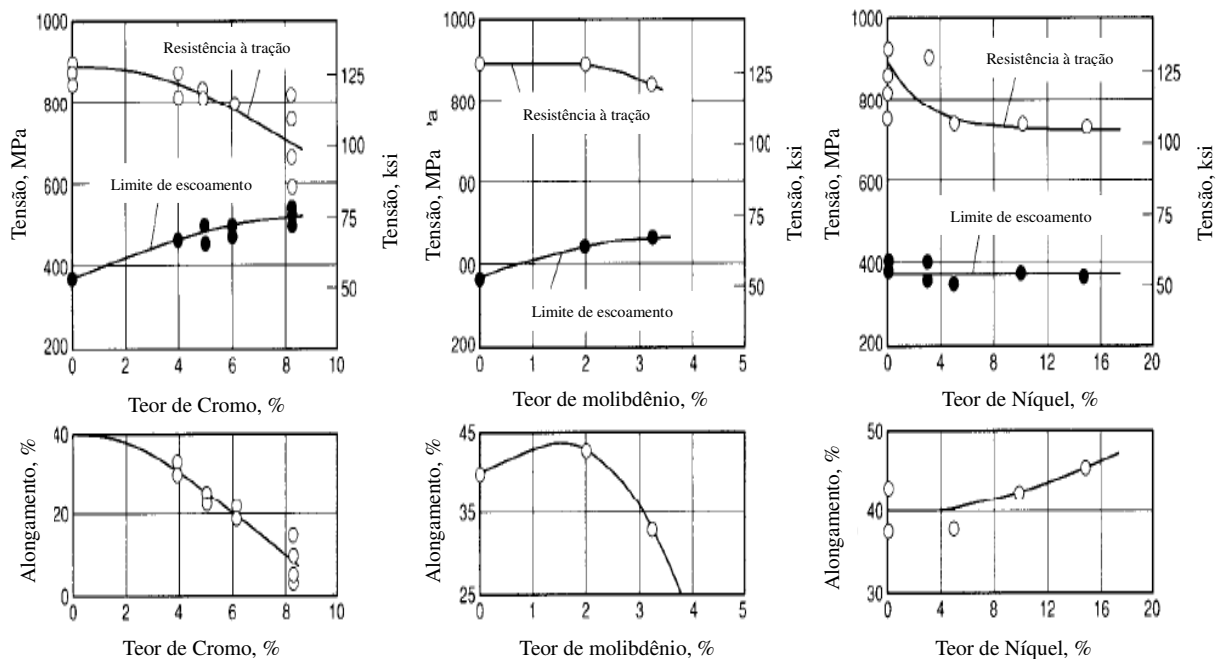 1000
800
600
400
200
Tensão, MPa
Resistência à tração
Limite de escoamento
125
100
75
50
Tensão, ksi
0 2 4 6 8 10
Teor de Cromo, %
1000
800
'a
00
00
200
Tensão, MPa
Resistência à tração
Limite de escoamento
125
100
75
50
Tensão, ksi
0 1 2 3 4 5
Teor de molibdênio, %
1000
800
600
400
200
Tensão, MPa
Resistência à tração
Limite de escoamento
125
100
75
50
Tensão, ksi
0 4 8 12 16 20
Teor de Níquel, %
40
20
0
Alongamento, %
0 2 4 6 8 10
Teor de Cromo, %
45
35
25
Alongamento, %
0 1 2 3 4 5
Teor de molibdênio, %
50
40
30
Alongamento, %
0 4 8 12 16 20
Teor de Níquel, %